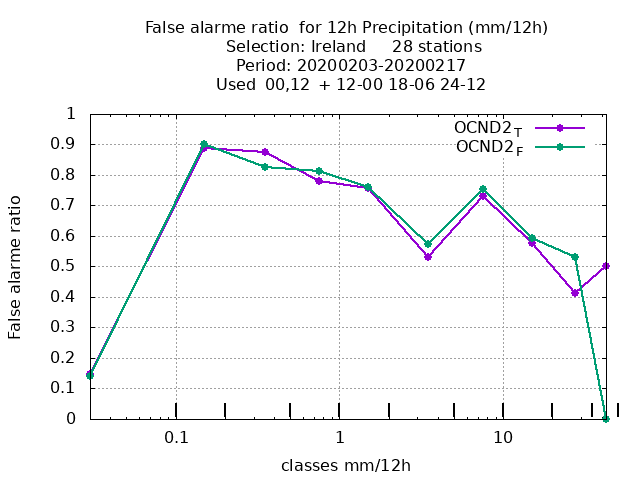 False alarme ratio  for 12h Precipitation (mm/12h)
Selection: Ireland     28 stations
Period: 20200203-20200217
Used  00,12  + 12-00 18-06 24-12
OCND2T
OCND2F
False alarme ratio
1
0.9
0.8
0.7
0.6
0.5
0.4
0.3
0.2
0.1
0
0.1 1 10
classes mm/12h